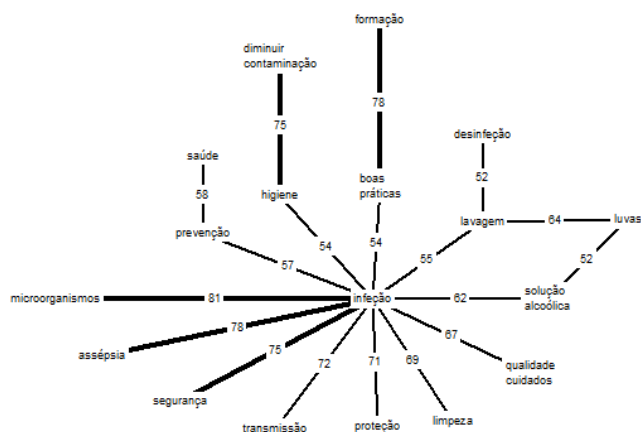 formação
diminuir
contaminação
78
75
desinfeção
saúde
52
58
higiene
boas
práticas
lavagem
64
luvas
prevenção
54
54
55
52
57
microorganismos
81
infeção
62
solução
alcoólica
78
67
assépsia
75
72
71
69
qualidade
cuidados
segurança
transmissão
proteção
limpeza